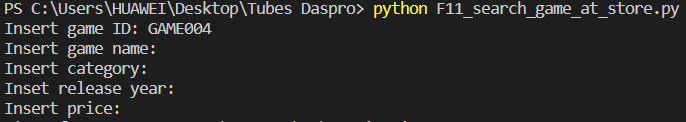 PS C:\Users\HUAWEI\Desktop\Tubes Daspro> python F11_search_game_at_store.py
Insert game ID: GAME004
Insert game name:
Insert category:
Inset release year:
Insert price: